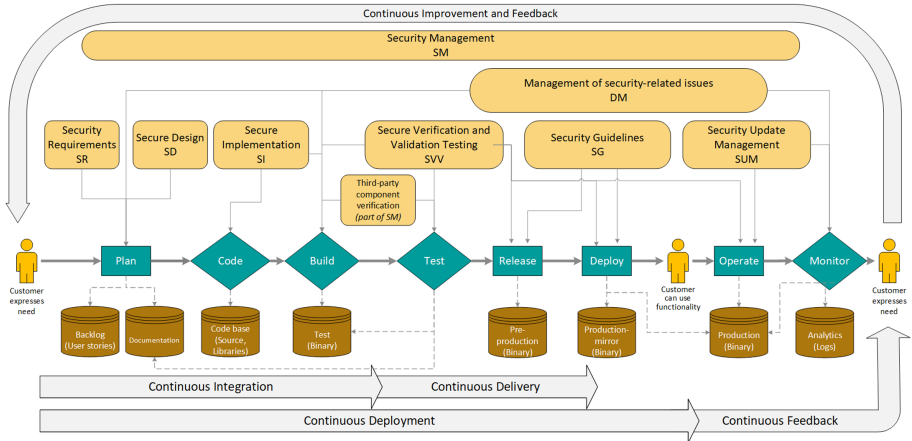 Continuous Improvement and Feedback
Security Management
SM
Management of security-related issues
DM
Security
Requirements
SR
Secure Design
SD
Secure
Implementation
SI
Secure Verification and
Validation Testing
SVV
Security Guidelines
SG
Security Update
Management
SUM
Third-party
component
verification
(part of SM)
Plan
Code
Build
Test
Release
Deploy
Operate
Monitor
Customer
expresses
need
Customer
can use
functionality
Customer
expresses
need
Backlog
(User stories)
Documentation
Code base
(Source,
Libraries)
Test
(Binary)
Pre-
production
(Binary)
Production-
mirror
(Binary)
Production
(Binary)
Analytics
(Logs)
Continuous Integration
Continuous Delivery
Continuous Deployment
Continuous Feedback